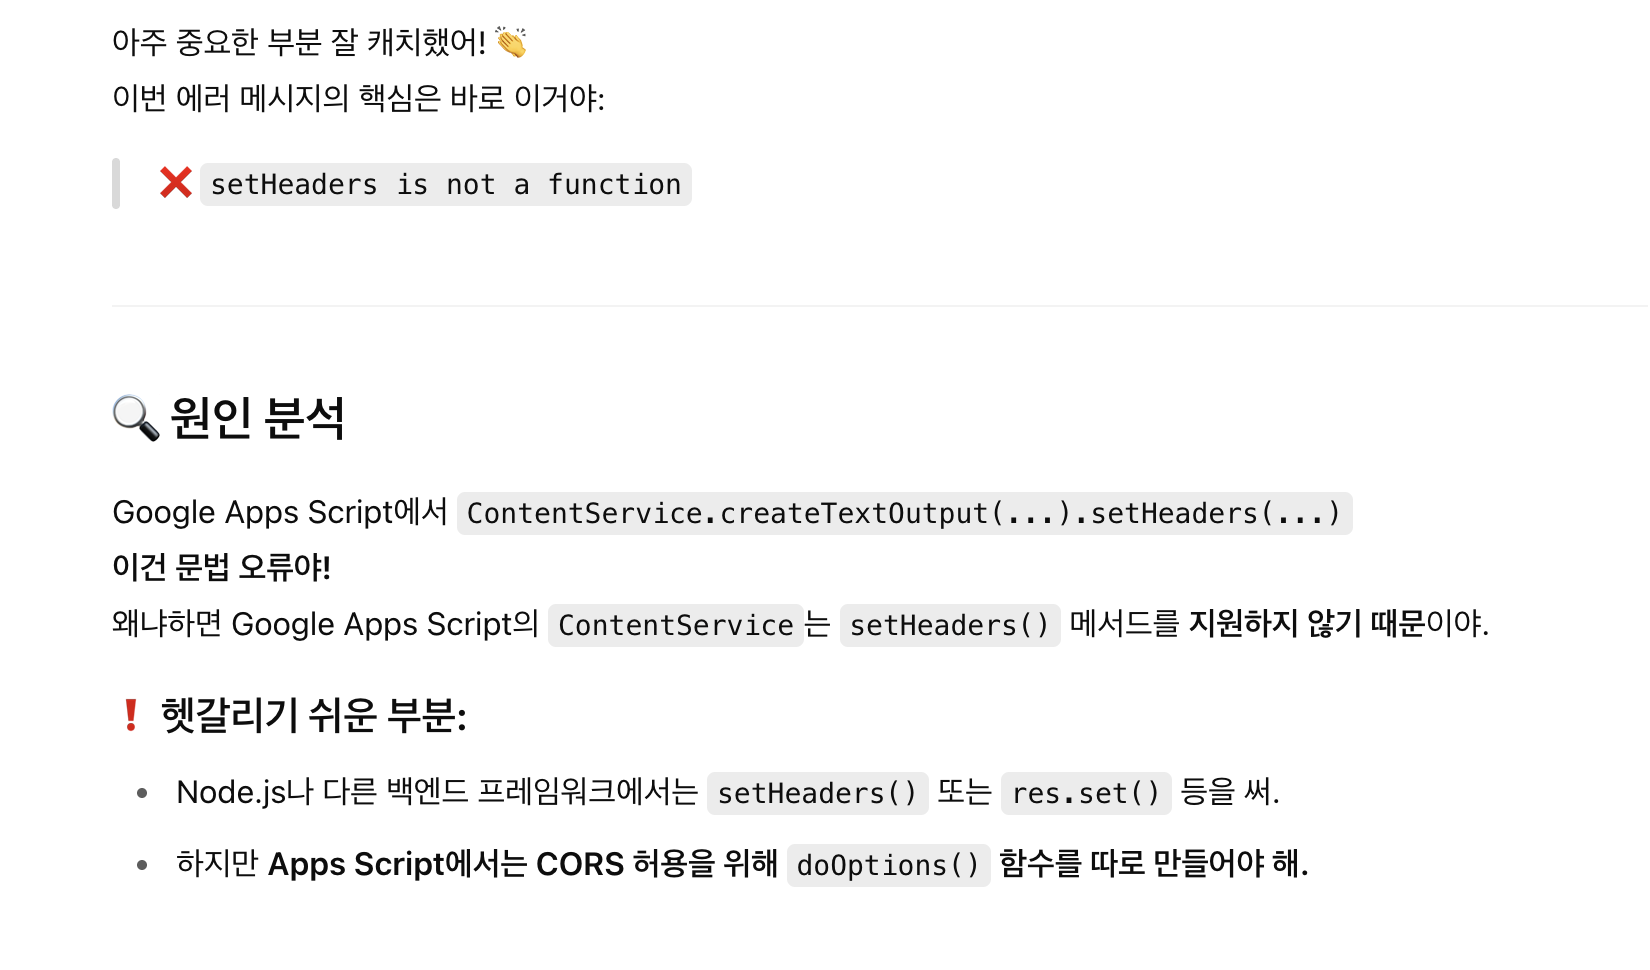 아주 중요한 부분 잘 캐치했어! 👏
이번 에러 메시지의 핵심은 바로 이거야:
❌ setHeaders is not a function
🔍 원인 분석
Google Apps Script에서 ContentService.createTextOutput(...).setHeaders(...)
이건 문법 오류야!
왜냐하면 Google Apps Script의 ContentService는 setHeaders() 메서드를 지원하지 않기 때문이야.
❗ 헷갈리기 쉬운 부분:
• Node.js나 다른 백엔드 프레임워크에서는 setHeaders() 또는 res.set() 등을 써.
• 하지만 Apps Script에서는 CORS 허용을 위해 doOptions() 함수를 따로 만들어야 해.